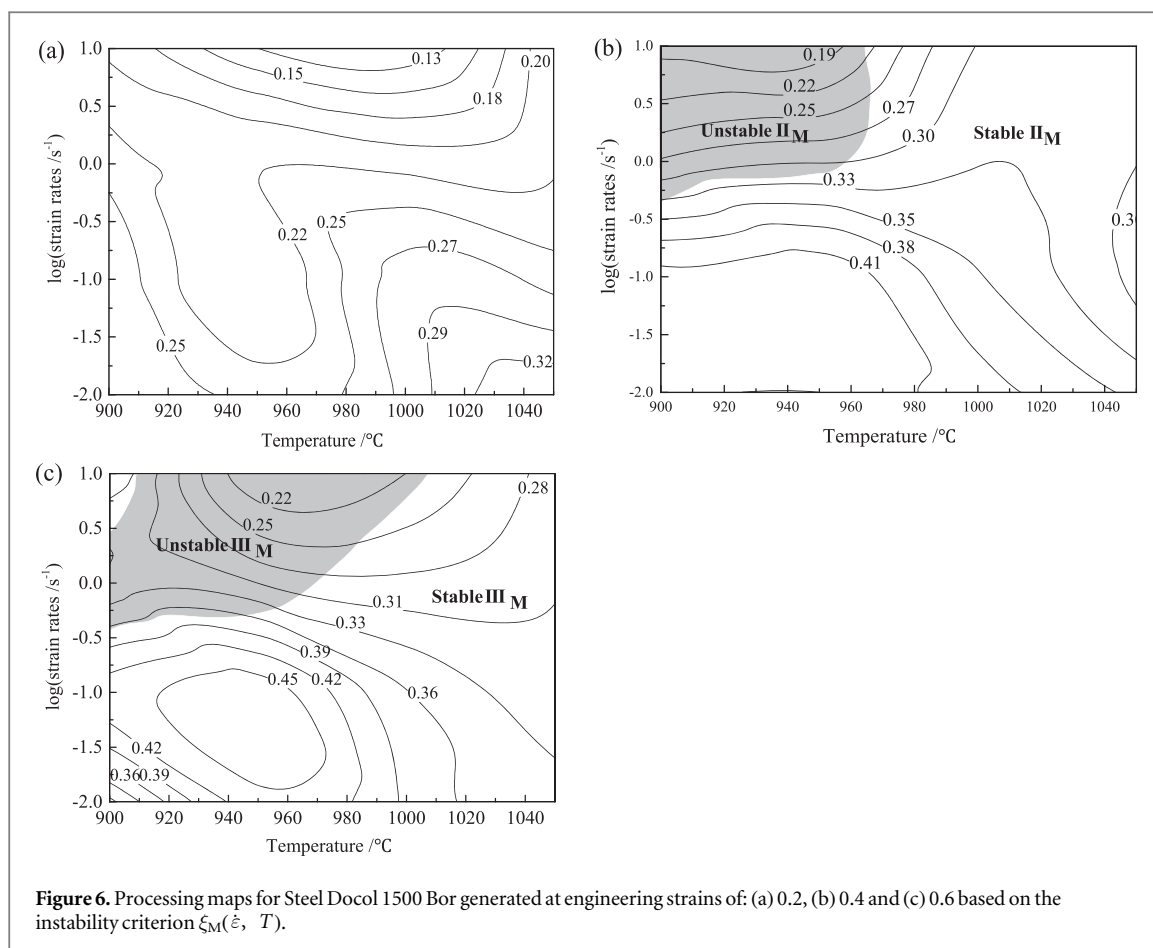 (a)
1.0
0.5
0.0
-0.5
-1.0
-1.5
-2.0
log(strain rates /s-1)
0.13
0.15
0.20
0.18
0.25
0.22
0.27
0.29
0.25
0.32
900 920 940 960 980 1000 1020 1040
Temperature /°C
(b)
1.0
0.5
0.0
-0.5
-1.0
-1.5
-2.0
log(strain rates /s-1)
0.19
0.22
0.25
0.27
Unstable II M
0.30
Stable II M
0.33
0.35
0.38
0.41
900 920 940 960 980 1000 1020 1040
Temperature /°C
(c)
1.0
0.5
0.0
-0.5
-1.0
-1.5
-2.0
log(strain rates /s-1)
0.22
0.28
0.25
Unstable III M
0.31
Stable III M
0.33
0.39
0.45
0.42
0.36
0.42
0.36 0.39
900 920 940 960 980 1000 1020 1040
Temperature /°C
Figure 6. Processing maps for Steel Docol 1500 Bor generated at engineering strains of: (a) 0.2, (b) 0.4 and (c) 0.6 based on the
instability criterion ξM(ε̇, T).